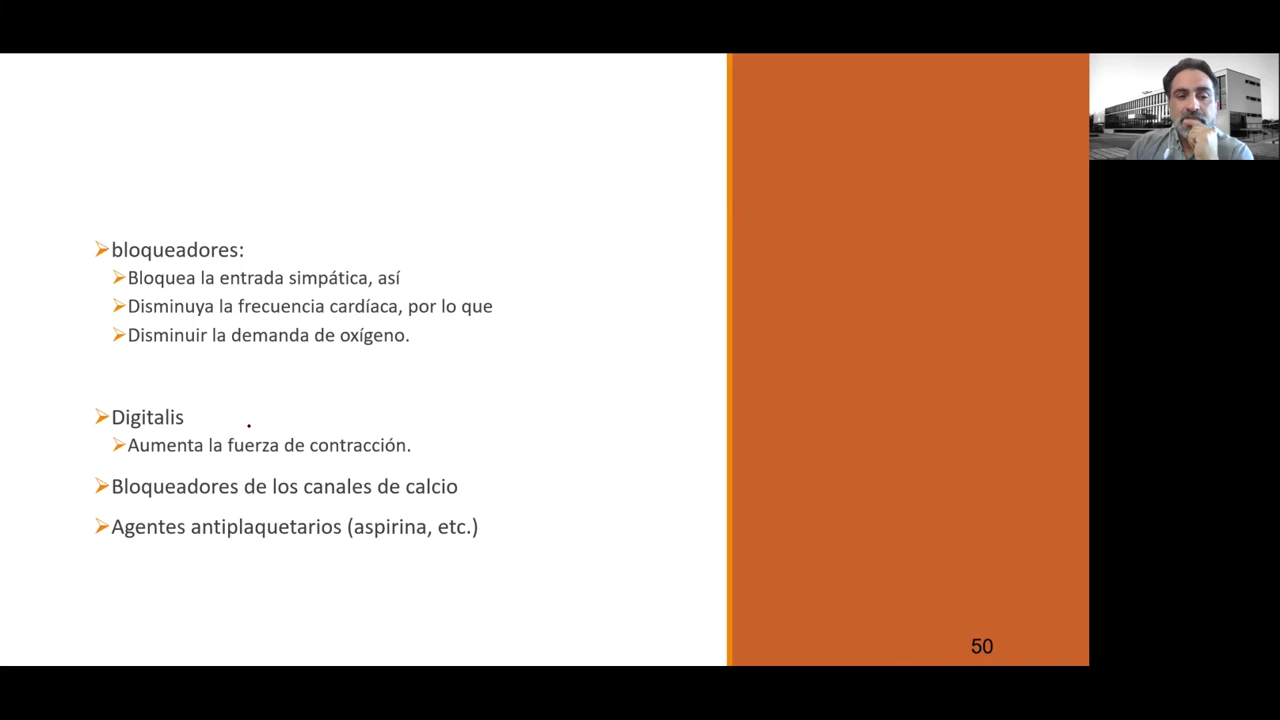 bloqueadores:
Bloquea la entrada simpática, así
Disminuya la frecuencia cardíaca, por lo que
Disminuir la demanda de oxígeno.
Digitalis
Aumenta la fuerza de contracción.
Bloqueadores de los canales de calcio
Agentes antiplaquetarios (aspirina, etc.)
50